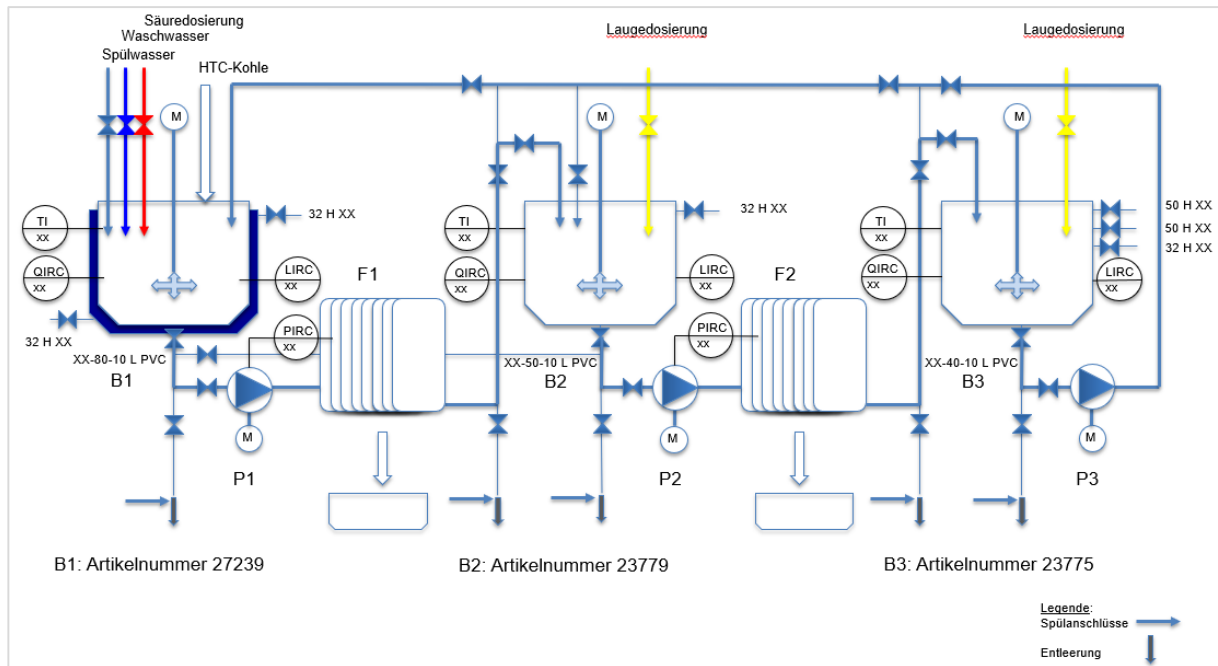 Säuredosierung
Waschwasser
Spülwasser
HTC-Kohle
Laugedosierung
Laugedosierung
M
M
M
32 H XX
32 H XX
50 H XX
50 H XX
32 H XX
TI
xx
TI
xx
TI
xx
QIRC
xx
LIRC
xx
F1
QIRC
xx
LIRC
xx
F2
QIRC
xx
LIRC
xx
32 H XX
PIRC
xx
PIRC
xx
XX-80-10 L PVC
XX-50-10 L PVC
XX-40-10 L PVC
B1
B2
B3
M
M
M
P1
P2
P3
B1: Artikelnummer 27239
B2: Artikelnummer 23779
B3: Artikelnummer 23775
Legende:
Spülanschlüsse
Entleerung